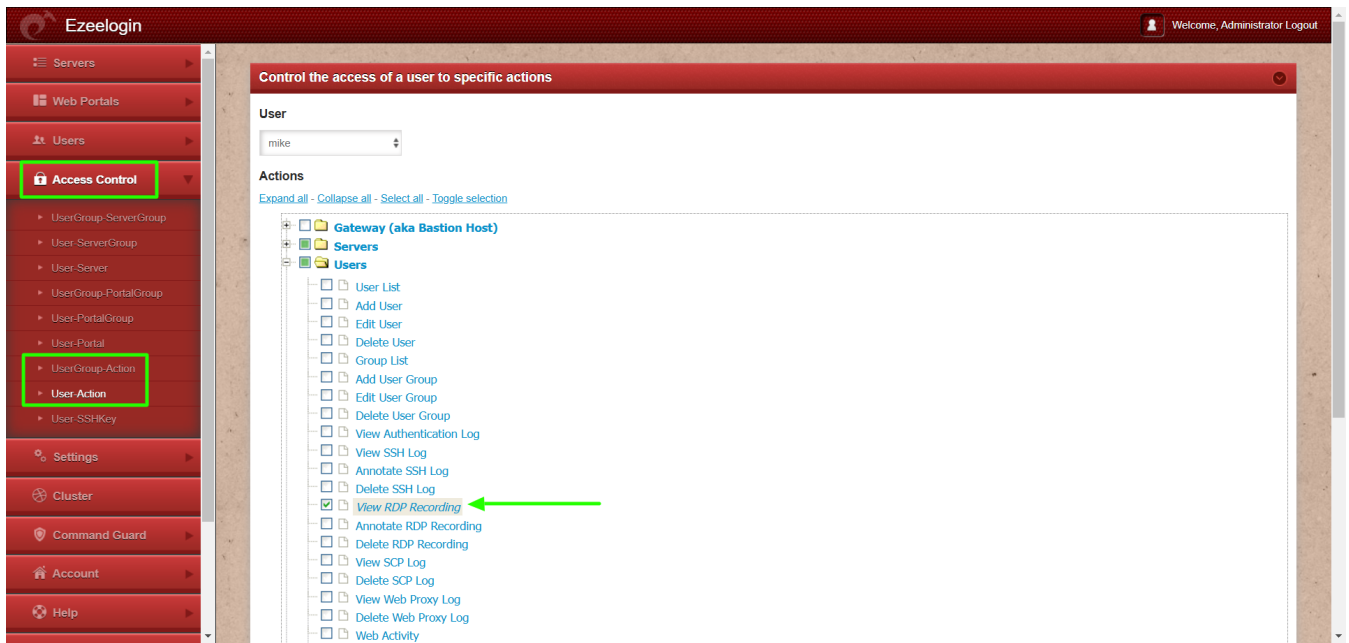 Ezeelogin
Welcome, Administrator Logout
Servers
Web Portals
Users
Access Control
UserGroup-ServerGroup
User-ServerGroup
User-Server
UserGroup-PortalGroup
User-PortalGroup
User-Portal
UserGroup-Action
User-Action
User-SSHKey
Settings
Cluster
Command Guard
Account
Help
Control the access of a user to specific actions
User
mike
Actions
Expand all - Collapse all - Select all - Toggle selection
Gateway (aka Bastion Host)
Servers
Users
User List
Add User
Edit User
Delete User
Group List
Add User Group
Edit User Group
Delete User Group
View Authentication Log
View SSH Log
Annotate SSH Log
Delete SSH Log
View RDP Recording
Annotate RDP Recording
Delete RDP Recording
View SCP Log
Delete SCP Log
View Web Proxy Log
Delete Web Proxy Log
Web Activity